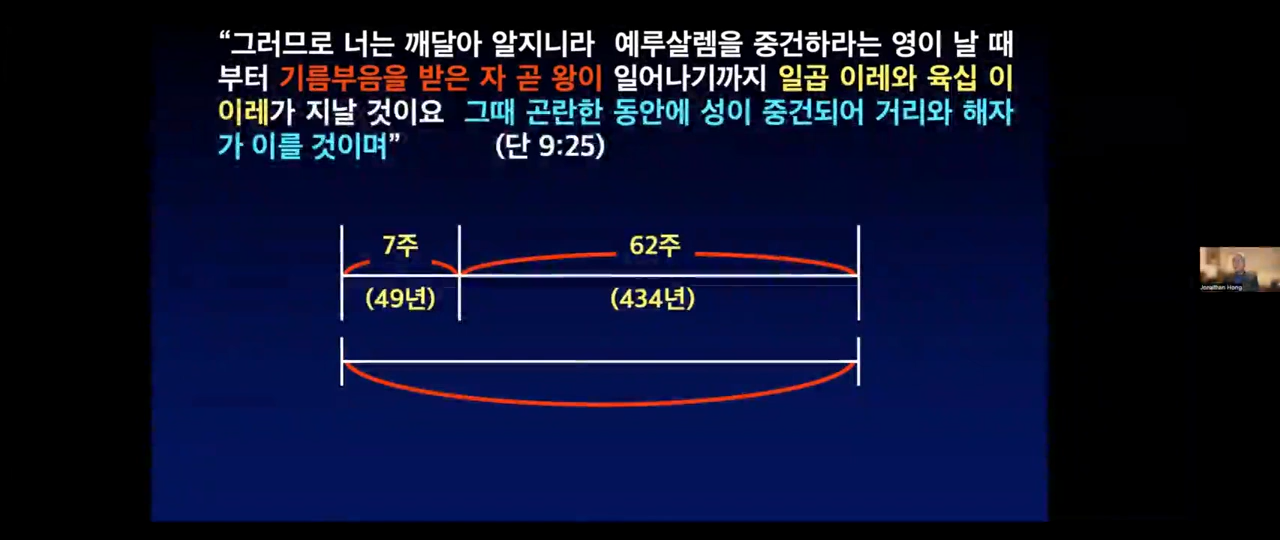 “그러므로 너는 깨달아 알지니라 예루살렘을 중건하라는 영이 날 때
부터 기름부음을 받은 자 곧 왕이 일어나기까지 일곱 이레와 육십 이
이레가 지날 것이요 그때 곤란한 동안에 성이 중건되어 거리와 해자
가 이룰 것이며” (단 9:25)
7주 62주
(49년) (434년)
Jonathan Hong